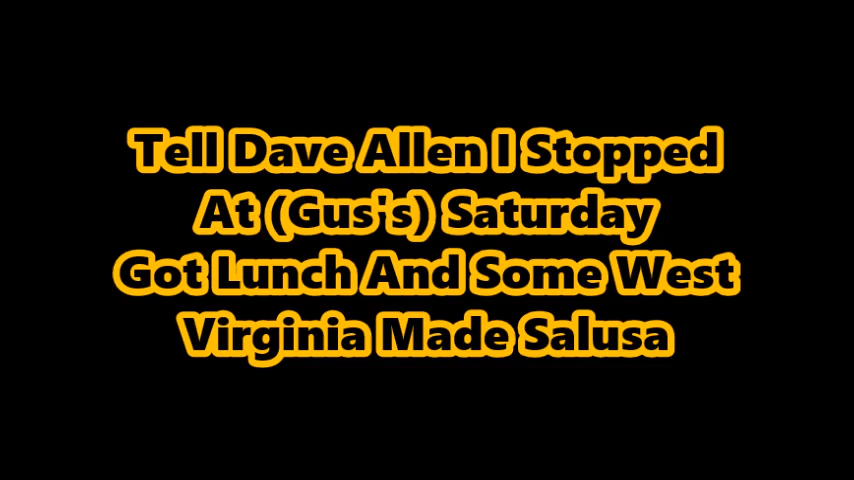 Tell Dave Allen I Stopped
At (Gus's) Saturday
Got Lunch And Some West
Virginia Made Salusa